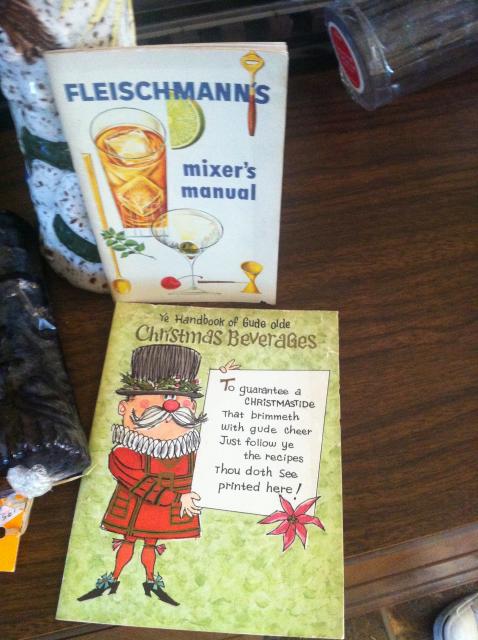 FLEISCHMANN'S
mixer's
manual
Ye Handbook of Gude olde
Christmas Beverages
To guarantee a
CHRISTMASTIDE
That brimmeth
with gude cheer
Just follow ye
the recipes
Thou doth See
printed here!